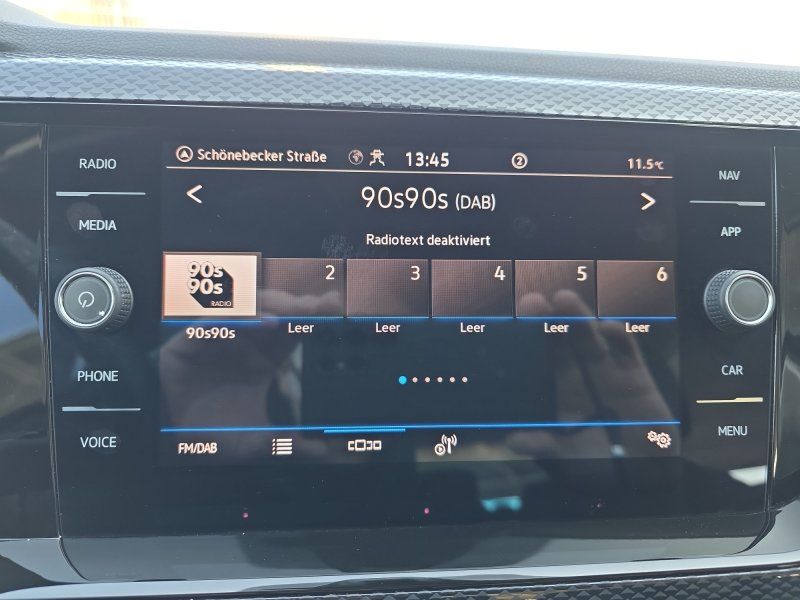 RADIO
MEDIA
PHONE
VOICE
Schönebecker Straße 13:45 2 11.5°C
< 90s90s (DAB) >
Radiotext deaktiviert
90s
90s
RADIO
2 3 4 5 6
90s90s Leer Leer Leer Leer Leer
FM/DAB
NAV
APP
CAR
MENU